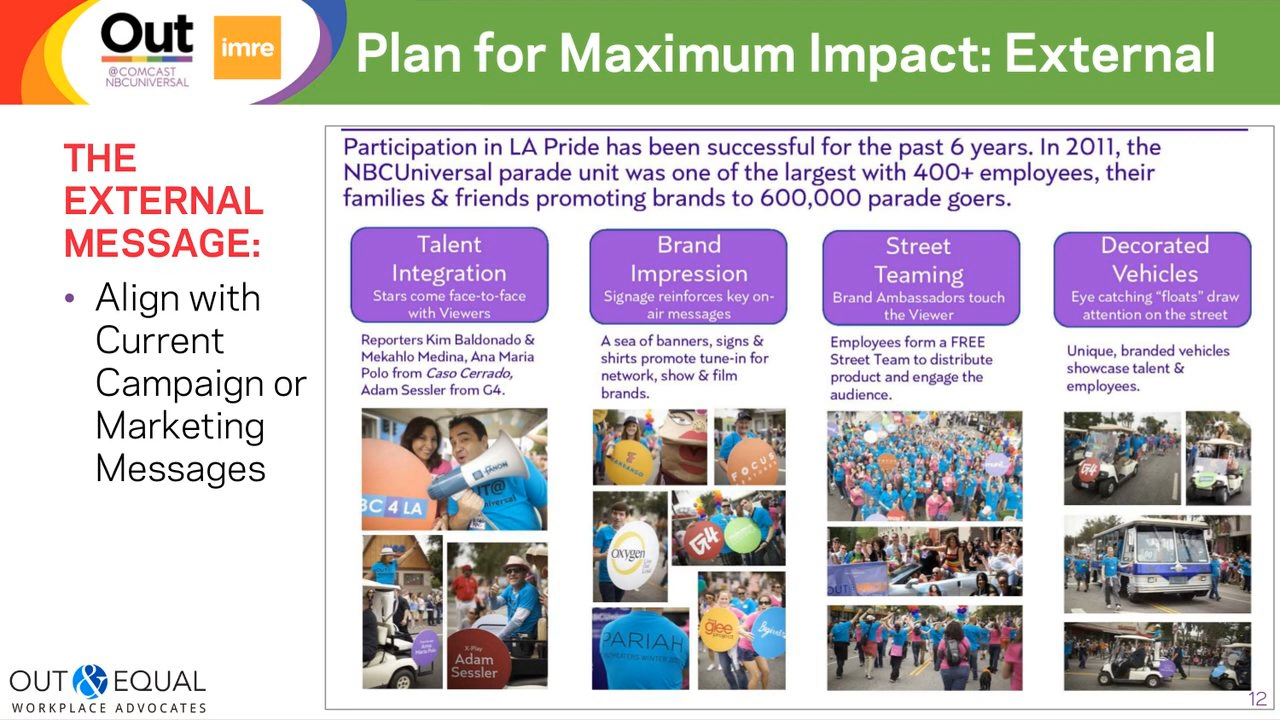 Out
@COMCAST
NBCUNIVERSAL
imre
Plan for Maximum Impact: External
THE
EXTERNAL
MESSAGE:
• Align with
Current
Campaign or
Marketing
Messages
Participation in LA Pride has been successful for the past 6 years. In 2011, the
NBCUniversal parade unit was one of the largest with 400+ employees, their
families & friends promoting brands to 600,000 parade goers.
Talent
Integration
Stars come face-to-face
with Viewers
Reporters Kim Baldonado &
Mekahlo Medina, Ana Maria
Polo from Caso Cerrado,
Adam Sessler from G4.
BC 4 LA
X-Play
Adam
Sessler
Brand
Impression
Signage reinforces key on-
air messages
A sea of banners, signs &
shirts promote tune-in for
network, show & film
brands.
FANDANGO
FOCUS
Oxygen
G4
PARIAH
glee
Street
Teaming
Brand Ambassadors touch
the Viewer
Employees form a FREE
Street Team to distribute
product and engage the
audience.
Decorated
Vehicles
Eye catching “floats” draw
attention on the street
Unique, branded vehicles
showcase talent &
employees.
G4
OUT & EQUAL
WORKPLACE ADVOCATES
12